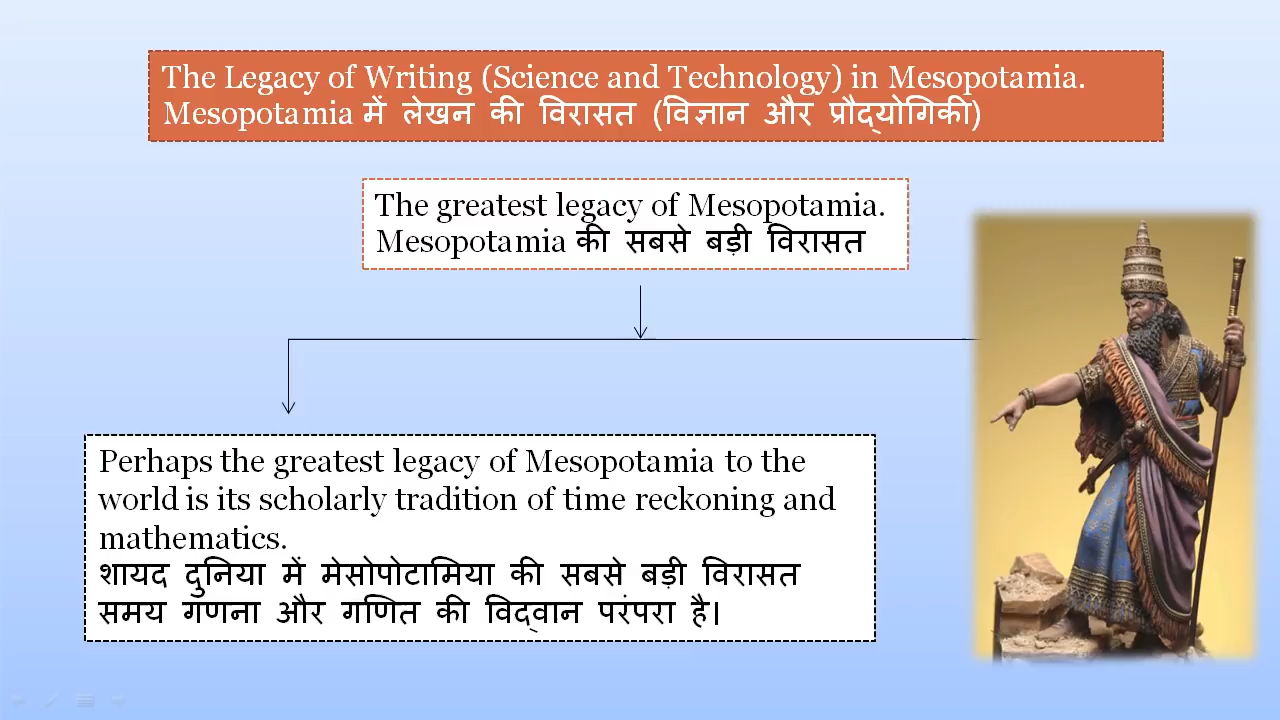 The Legacy of Writing (Science and Technology) in Mesopotamia.
Mesopotamia में लेखन की विरासत (विज्ञान और प्रौद्योगिकी)
The greatest legacy of Mesopotamia.
Mesopotamia की सबसे बड़ी विरासत
Perhaps the greatest legacy of Mesopotamia to the
world is its scholarly tradition of time reckoning and
mathematics.
शायद दुनिया में मेसोपोटामिया की सबसे बड़ी विरासत
समय गणना और गणित की विद्वान परंपरा है।